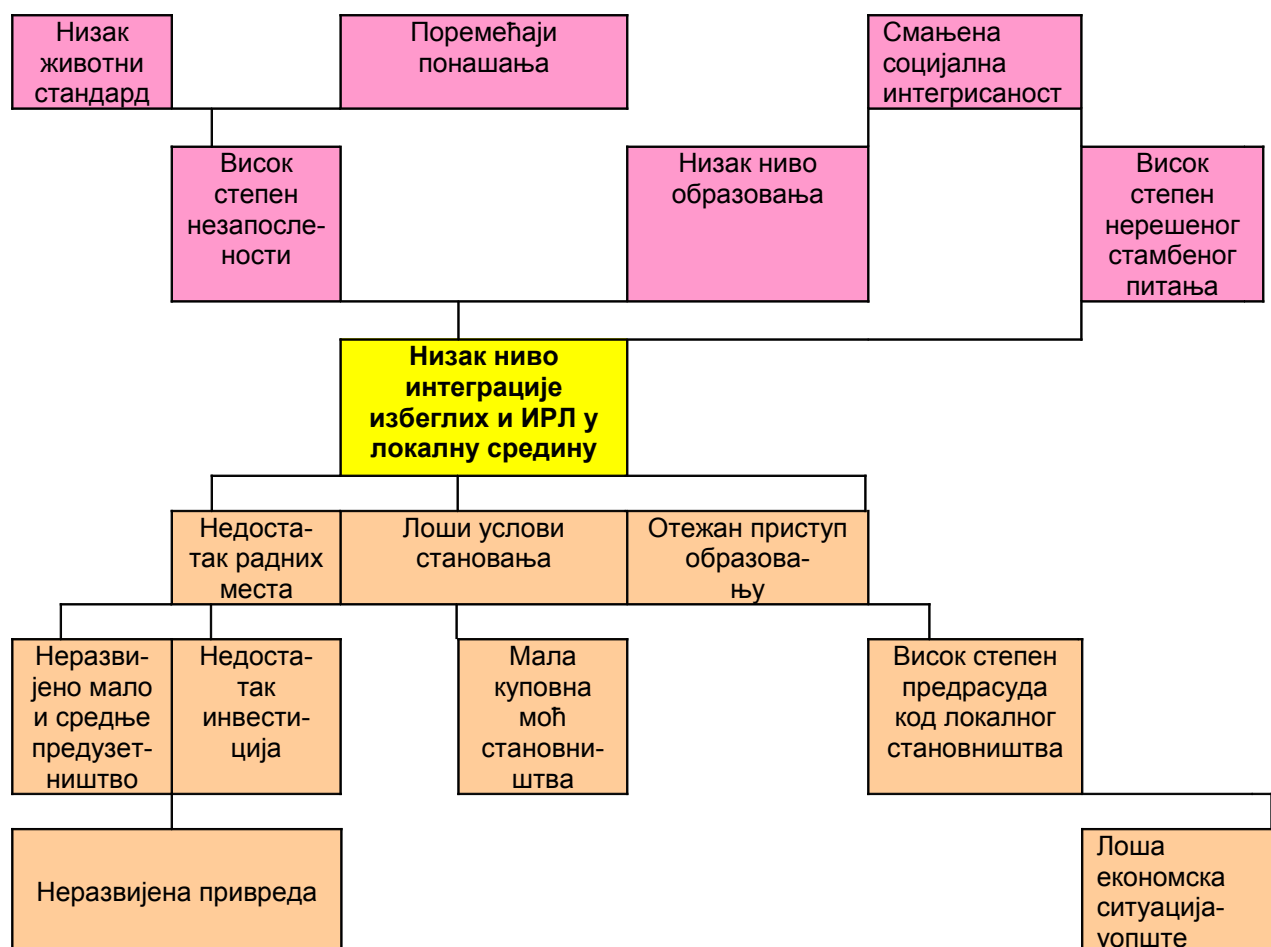 Низак
животни
стандард
Поремећаји
понашања
Смањена
социјална
интегрисаност
Висок
степен
незапосле-
ности
Низак ниво
образовања
Висок
степен
нерешеног
стамбеног
питања
Низак ниво
интеграције
избеглих и ИРЛ у
локалну средину
Недоста-
так радних
места
Лоши услови
становања
Отежан приступ
образова-
њу
Неразви-
јено мало
и средње
предузет-
ништво
Недоста-
так
инвести-
ција
Мала
куповна
моћ
становни-
штва
Висок степен
предрасуда
код локалног
становништва
Неразвијена привреда
Лоша
економска
ситуација-
уопште